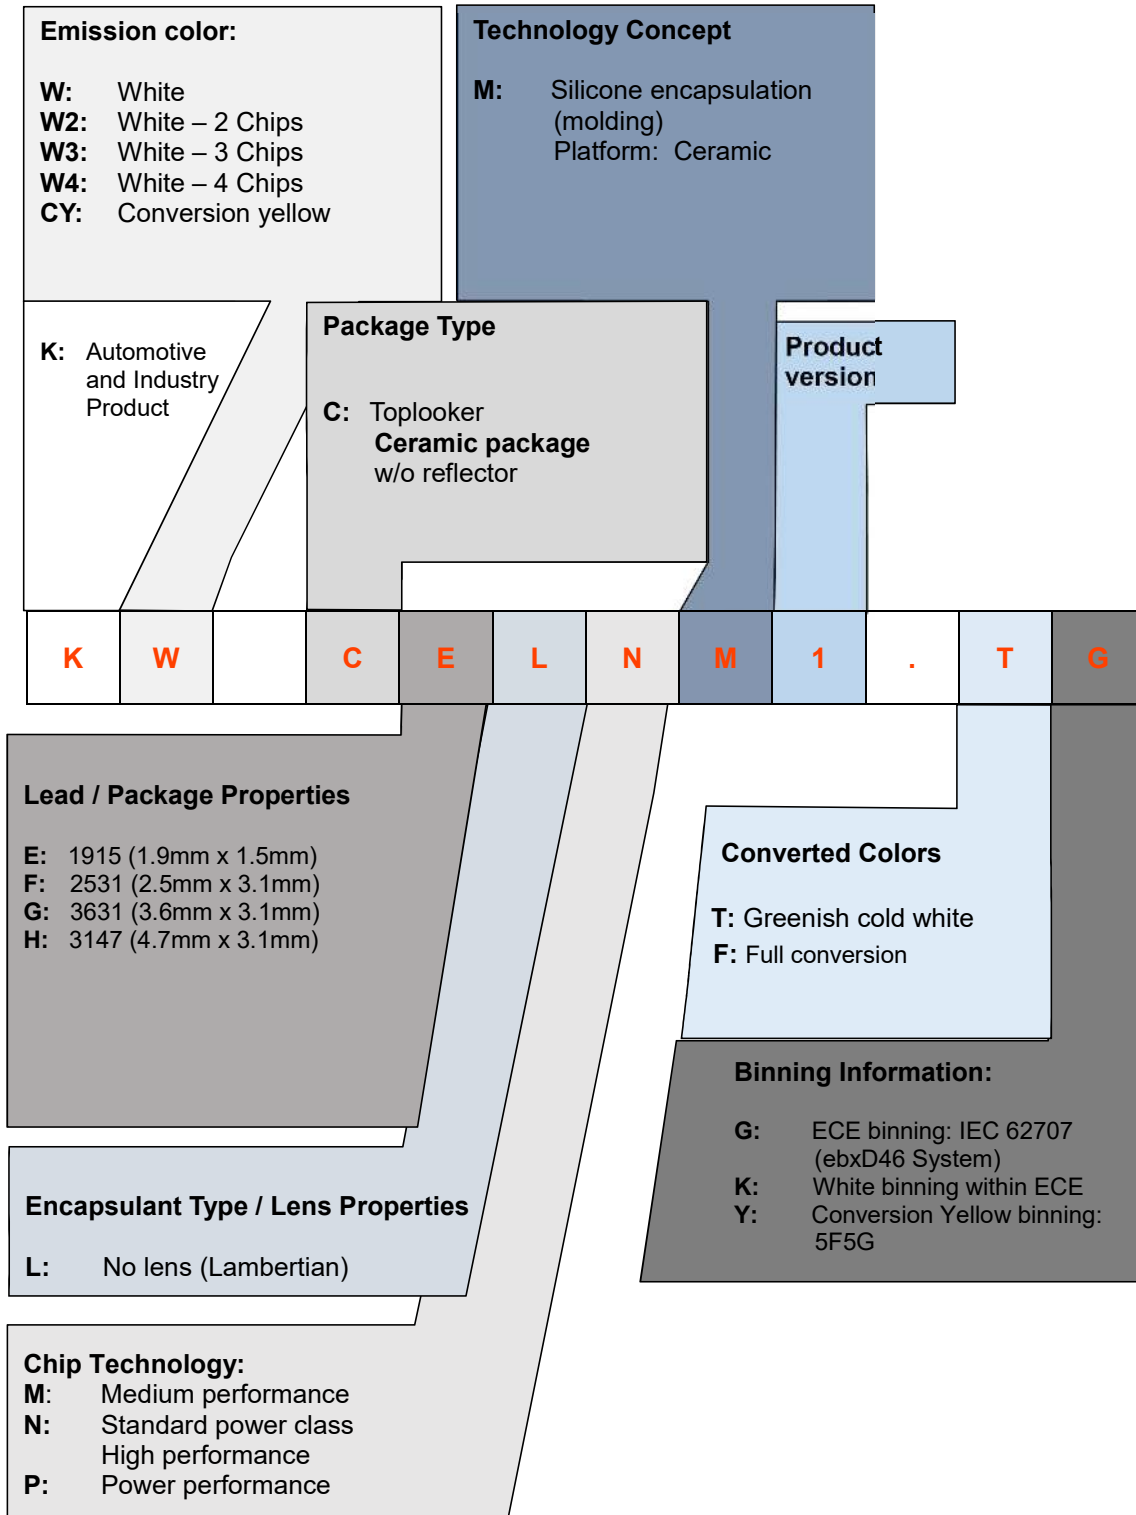 Emission color:
W: White
W2: White – 2 Chips
W3: White – 3 Chips
W4: White – 4 Chips
CY: Conversion yellow
Technology Concept
M: Silicone encapsulation
(molding)
Platform: Ceramic
K: Automotive
and Industry
Product
Package Type
C: Toplooker
Ceramic package
w/o reflector
Product
version
K W C E L N M 1 . T G
Lead / Package Properties
E: 1915 (1.9mm x 1.5mm)
F: 2531 (2.5mm x 3.1mm)
G: 3631 (3.6mm x 3.1mm)
H: 3147 (4.7mm x 3.1mm)
Converted Colors
T: Greenish cold white
F: Full conversion
Binning Information:
G: ECE binning: IEC 62707
(ebxD46 System)
K: White binning within ECE
Y: Conversion Yellow binning:
5F5G
Encapsulant Type / Lens Properties
L: No lens (Lambertian)
Chip Technology:
M: Medium performance
N: Standard power class
High performance
P: Power performance